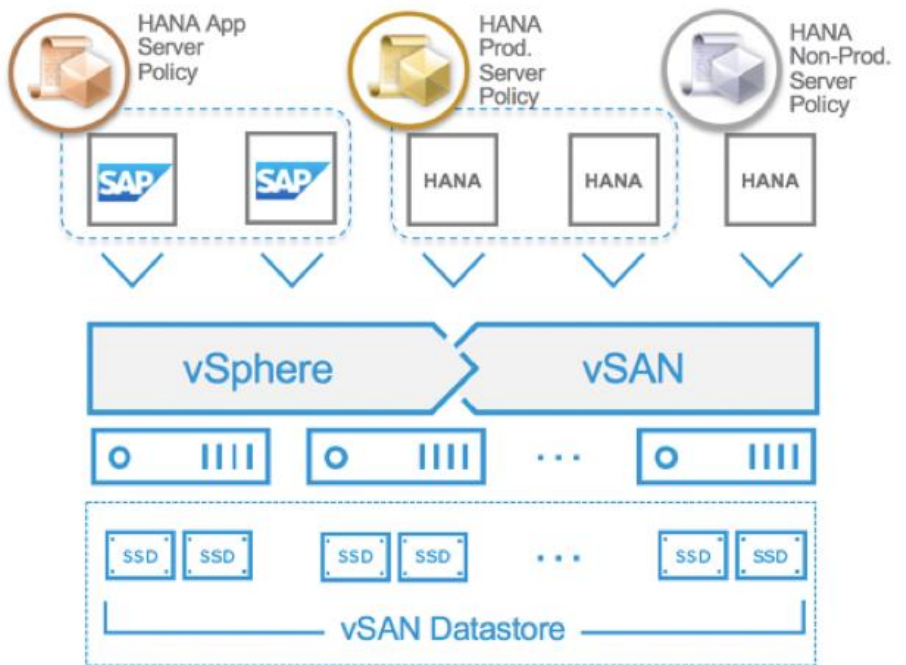 HANA App
Server
Policy
HANA
Prod.
Server
Policy
HANA
Non-Prod.
Server
Policy
SAP
SAP
HANA
HANA
HANA
vSphere
vSAN
...
SSD
SSD
SSD
SSD
...
SSD
SSD
vSAN Datastore